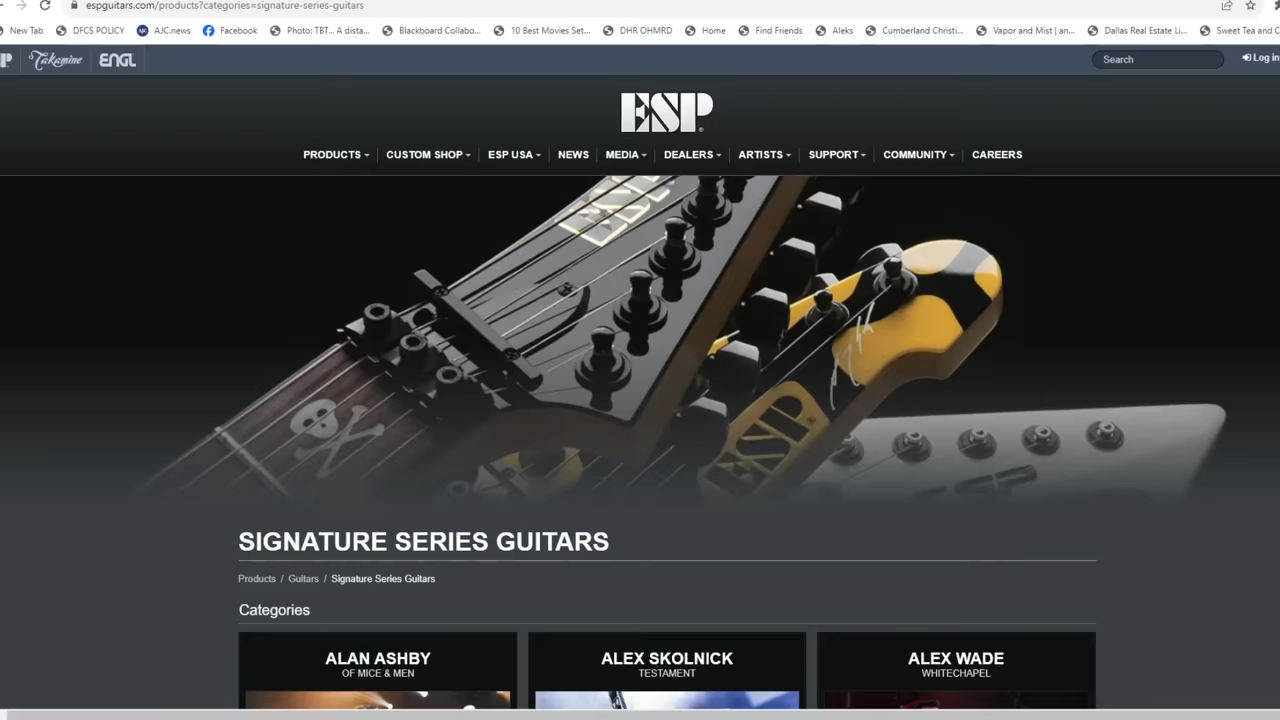 espguitars.com/products?categories=signature-series-guitars
New Tab DFCS POLICY AJC.news Facebook Photo: TBT... A dista... Blackboard Collabo... 10 Best Movies Set... DHR OHMRD Home Find Friends Aleks Cumberland Christi... Vapor and Mist | an... Dallas Real Estate Li... Sweet Tea and C
Takamine ENGL Search Log in
ESP
PRODUCTS CUSTOM SHOP ESP USA NEWS MEDIA DEALERS ARTISTS SUPPORT COMMUNITY CAREERS
ESP
SIGNATURE SERIES GUITARS
Products / Guitars / Signature Series Guitars
Categories
ALAN ASHBY
OF MICE & MEN
ALEX SKOLNICK
TESTAMENT
ALEX WADE
WHITECHAPEL